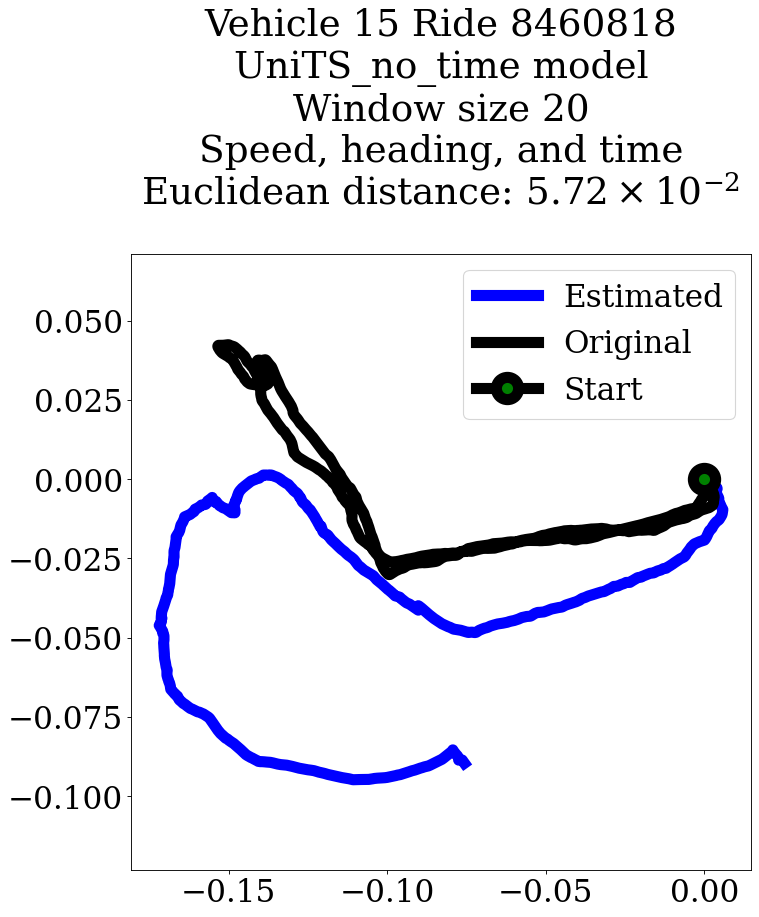 Vehicle 15 Ride 8460818
UniTS_no_time model
Window size 20
Speed, heading, and time
Euclidean distance: 5.72 × 10⁻²
Estimated
Original
Start
0.050
0.025
0.000
−0.025
−0.050
−0.075
−0.100
−0.15 −0.10 −0.05 0.00